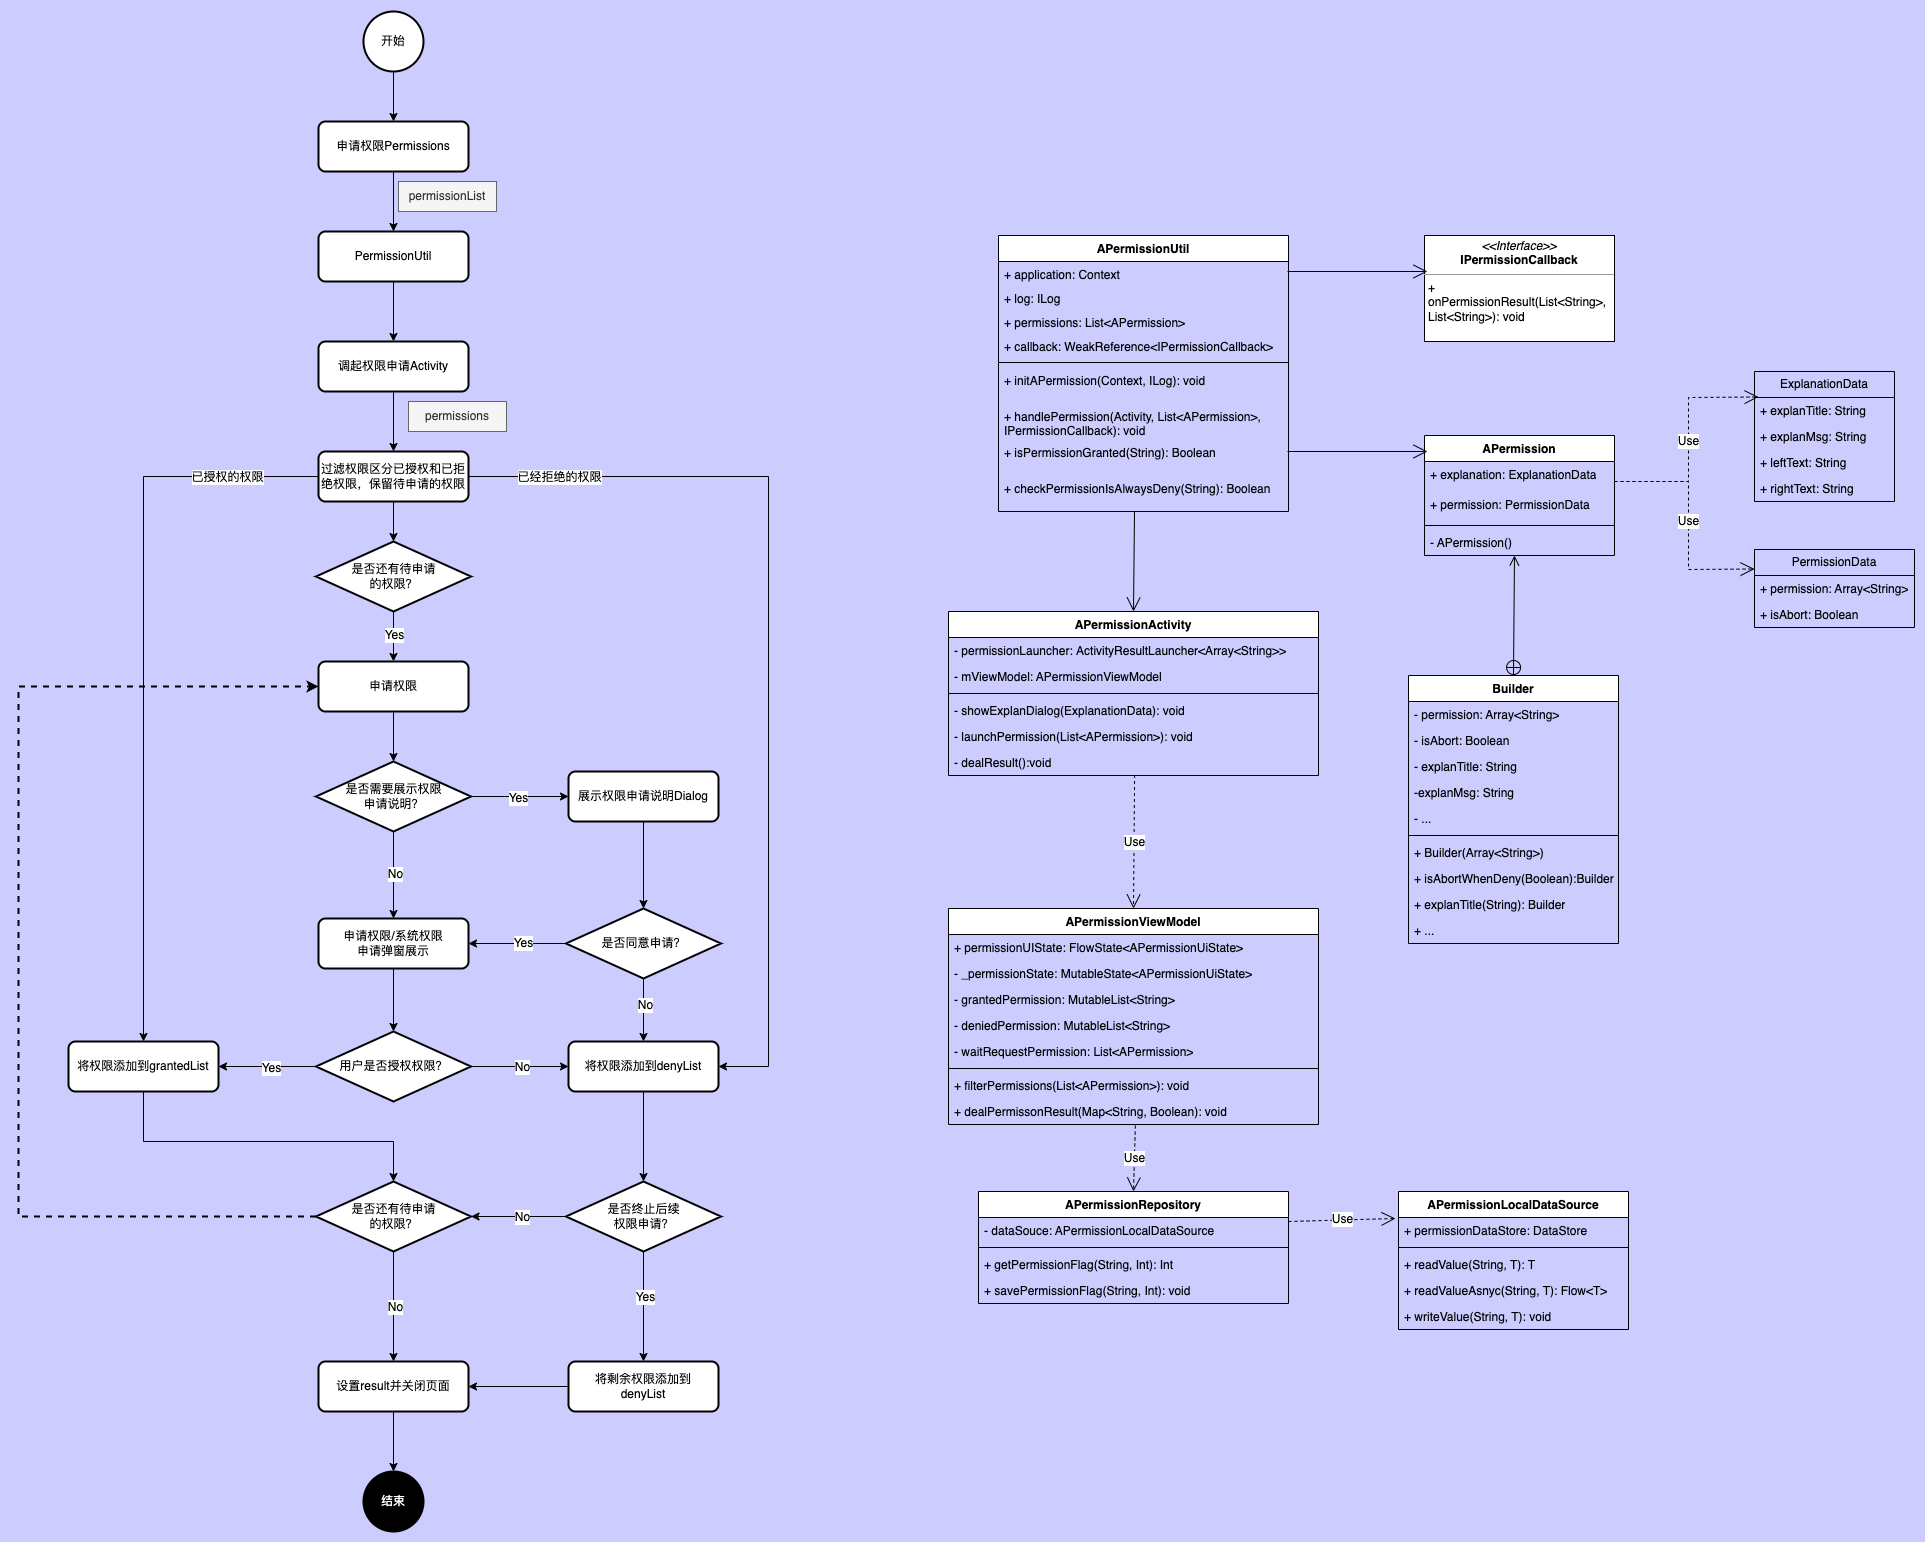 开始
申请权限Permissions
permissionList
PermissionUtil
调起权限申请Activity
permissions
已授权的权限
过滤权限区分已授权和已拒
绝权限，保留待申请的权限
已经拒绝的权限
是否还有待申请
的权限?
Yes
申请权限
是否需要展示权限
申请说明?
Yes
展示权限申请说明Dialog
No
申请权限/系统权限
申请弹窗展示
Yes
是否同意申请?
No
将权限添加到grantedList
Yes
用户是否授权权限?
No
将权限添加到denyList
是否还有待申请
的权限?
No
是否终止后续
权限申请?
No
Yes
设置result并关闭页面
将剩余权限添加到
denyList
结束
APermissionUtil
+ application: Context
+ log: ILog
+ permissions: List<APermission>
+ callback: WeakReference<IPermissionCallback>
+ initAPermission(Context, ILog): void
+ handlePermission(Activity, List<APermission>,
IPermissionCallback): void
+ isPermissionGranted(String): Boolean
+ checkPermissionIsAlwaysDeny(String): Boolean
<<Interface>>
IPermissionCallback
+
onPermissionResult(List<String>,
List<String>): void
APermission
+ explanation: ExplanationData
+ permission: PermissionData
- APermission()
Use
Use
ExplanationData
+ explanTitle: String
+ explanMsg: String
+ leftText: String
+ rightText: String
PermissionData
+ permission: Array<String>
+ isAbort: Boolean
APermissionActivity
- permissionLauncher: ActivityResultLauncher<Array<String>>
- mViewModel: APermissionViewModel
- showExplanDialog(ExplanationData): void
- launchPermission(List<APermission>): void
- dealResult():void
Builder
- permission: Array<String>
- isAbort: Boolean
- explanTitle: String
-explanMsg: String
- ...
+ Builder(Array<String>)
+ isAbortWhenDeny(Boolean):Builder
+ explanTitle(String): Builder
+ ...
Use
APermissionViewModel
+ permissionUIState: FlowState<APermissionUiState>
- _permissionState: MutableState<APermissionUiState>
- grantedPermission: MutableList<String>
- deniedPermission: MutableList<String>
- waitRequestPermission: List<APermission>
+ filterPermissions(List<APermission>): void
+ dealPermissonResult(Map<String, Boolean): void
Use
APermissionRepository
- dataSouce: APermissionLocalDataSource
+ getPermissionFlag(String, Int): Int
+ savePermissionFlag(String, Int): void
Use
APermissionLocalDataSource
+ permissionDataStore: DataStore
+ readValue(String, T): T
+ readValueAsnyc(String, T): Flow<T>
+ writeValue(String, T): void